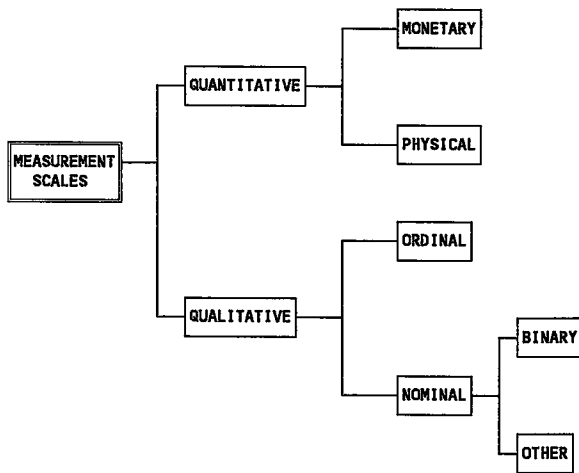 MONETARY
QUANTITATIVE
PHYSICAL
MEASUREMENT
SCALES
ORDINAL
QUALITATIVE
BINARY
NOMINAL
OTHER